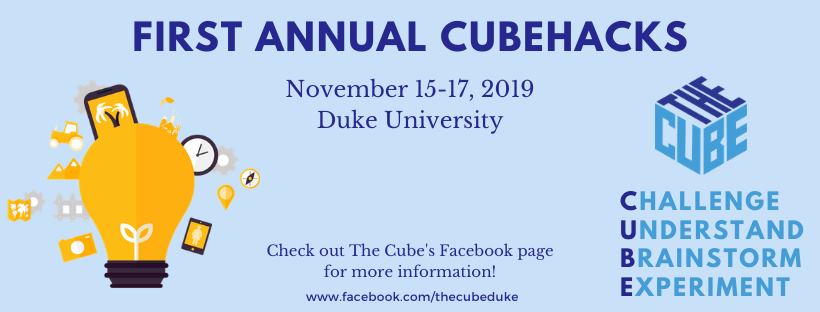 FIRST ANNUAL CUBEHACKS
November 15-17, 2019
Duke University
THE
CUBE
CHALLENGE
UNDERSTAND
BRAINSTORM
EXPERIMENT
Check out The Cube's Facebook page
for more information!
www.facebook.com/thecubeduke